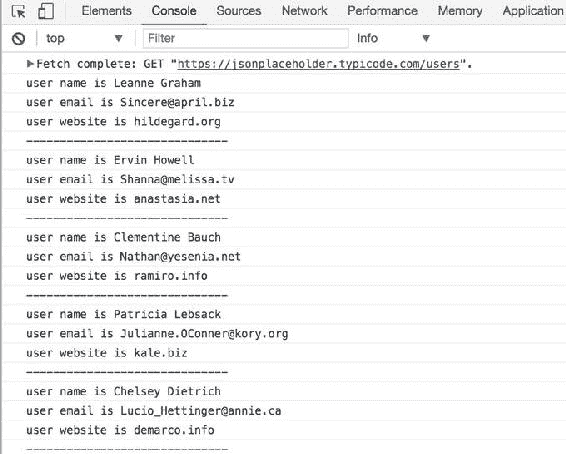 Elements Console Sources Network Performance Memory Application
top ▼ Filter Info ▼
▶Fetch complete: GET "https://jsonplaceholder.typicode.com/users".
user name is Leanne Graham
user email is Sincere@april.biz
user website is hildegard.org
------------------------------
user name is Ervin Howell
user email is Shanna@melissa.tv
user website is anastasia.net
------------------------------
user name is Clementine Bauch
user email is Nathan@yesenia.net
user website is ramiro.info
------------------------------
user name is Patricia Lebsack
user email is Julianne.OConner@kory.org
user website is kale.biz
------------------------------
user name is Chelsey Dietrich
user email is Lucio_Hettinger@annie.ca
user website is demarco.info
------------------------------